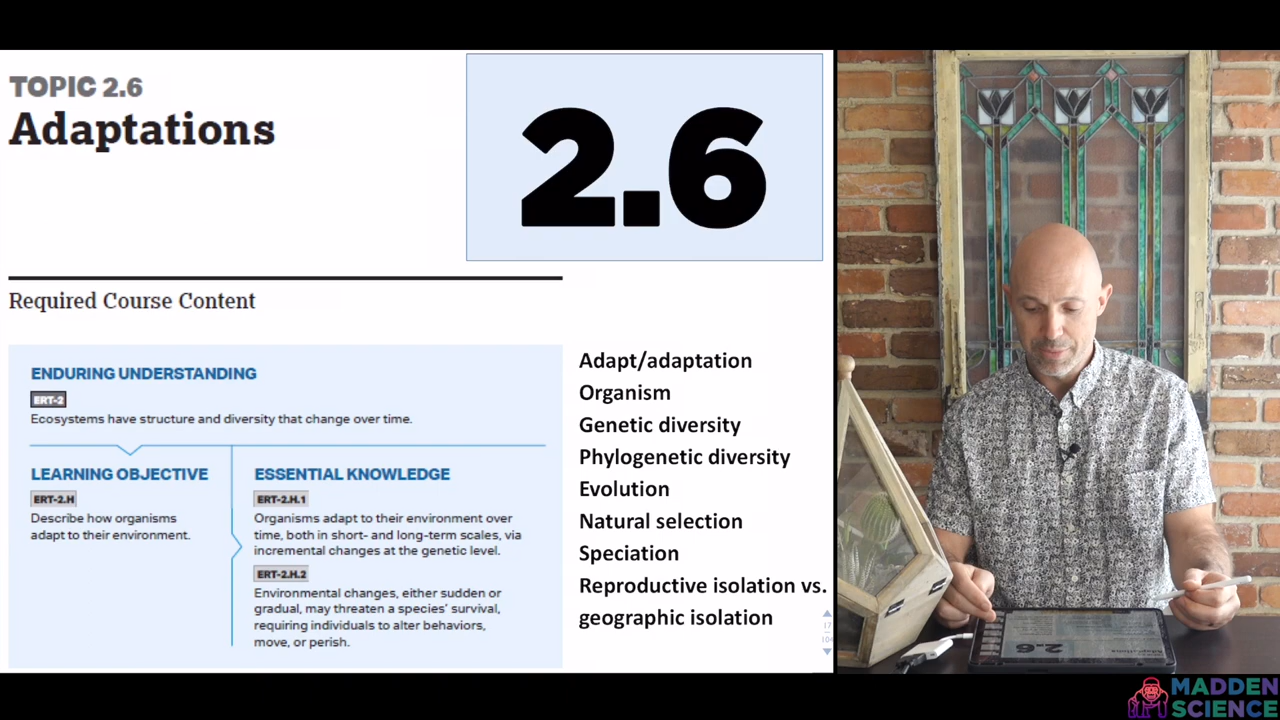 TOPIC 2.6
Adaptations
2.6
Required Course Content
ENDURING UNDERSTANDING
ERT-2
Ecosystems have structure and diversity that change over time.
LEARNING OBJECTIVE
ERT-2.H
Describe how organisms
adapt to their environment.
ESSENTIAL KNOWLEDGE
ERT-2.H.1
Organisms adapt to their environment over
time, both in short- and long-term scales, via
incremental changes at the genetic level.
ERT-2.H.2
Environmental changes, either sudden or
gradual, may threaten a species' survival,
requiring individuals to alter behaviors,
move, or perish.
Adapt/adaptation
Organism
Genetic diversity
Phylogenetic diversity
Evolution
Natural selection
Speciation
Reproductive isolation vs.
geographic isolation
17
104
2.6
Adaptations
MADDEN
SCIENCE